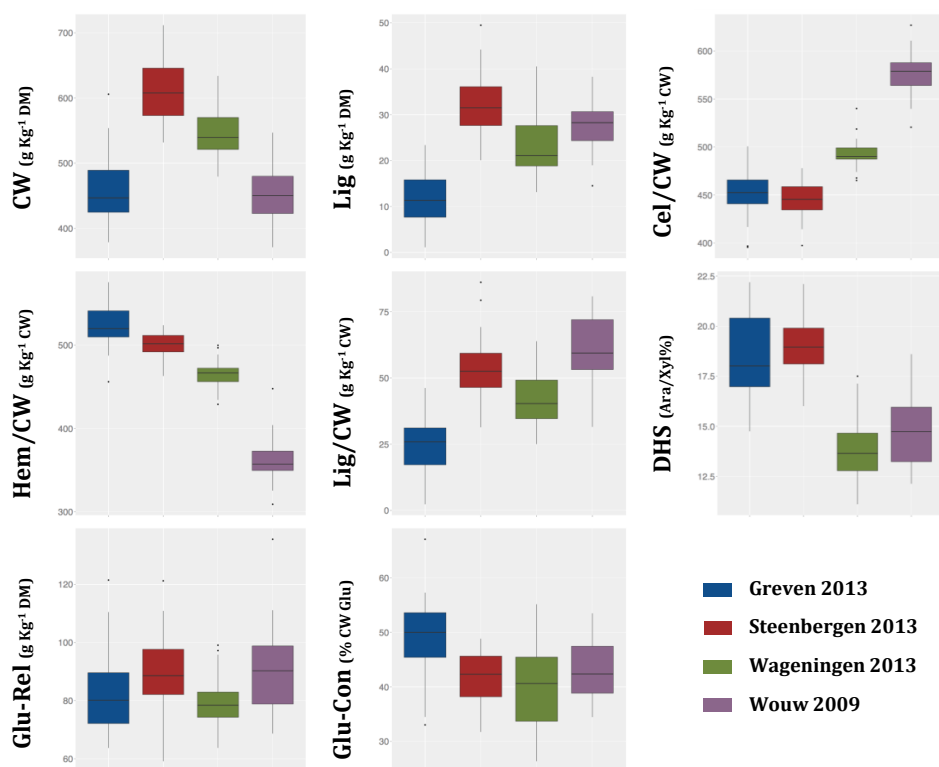 CW (g Kg⁻¹ DM)
700
600
500
400
Lig (g Kg⁻¹ DM)
50
40
30
20
10
0
Cel/CW (g Kg⁻¹ CW)
600
550
500
450
400
Hem/CW (g Kg⁻¹ CW)
500
400
300
Lig/CW (g Kg⁻¹ CW)
75
50
25
0
DHS (Ara/Xyl%)
22.5
20.0
17.5
15.0
12.5
Glu-Rel (g Kg⁻¹ DM)
120
100
80
60
Glu-Con (% CW Glu)
60
50
40
30
Greven 2013
Steenbergen 2013
Wageningen 2013
Wouw 2009